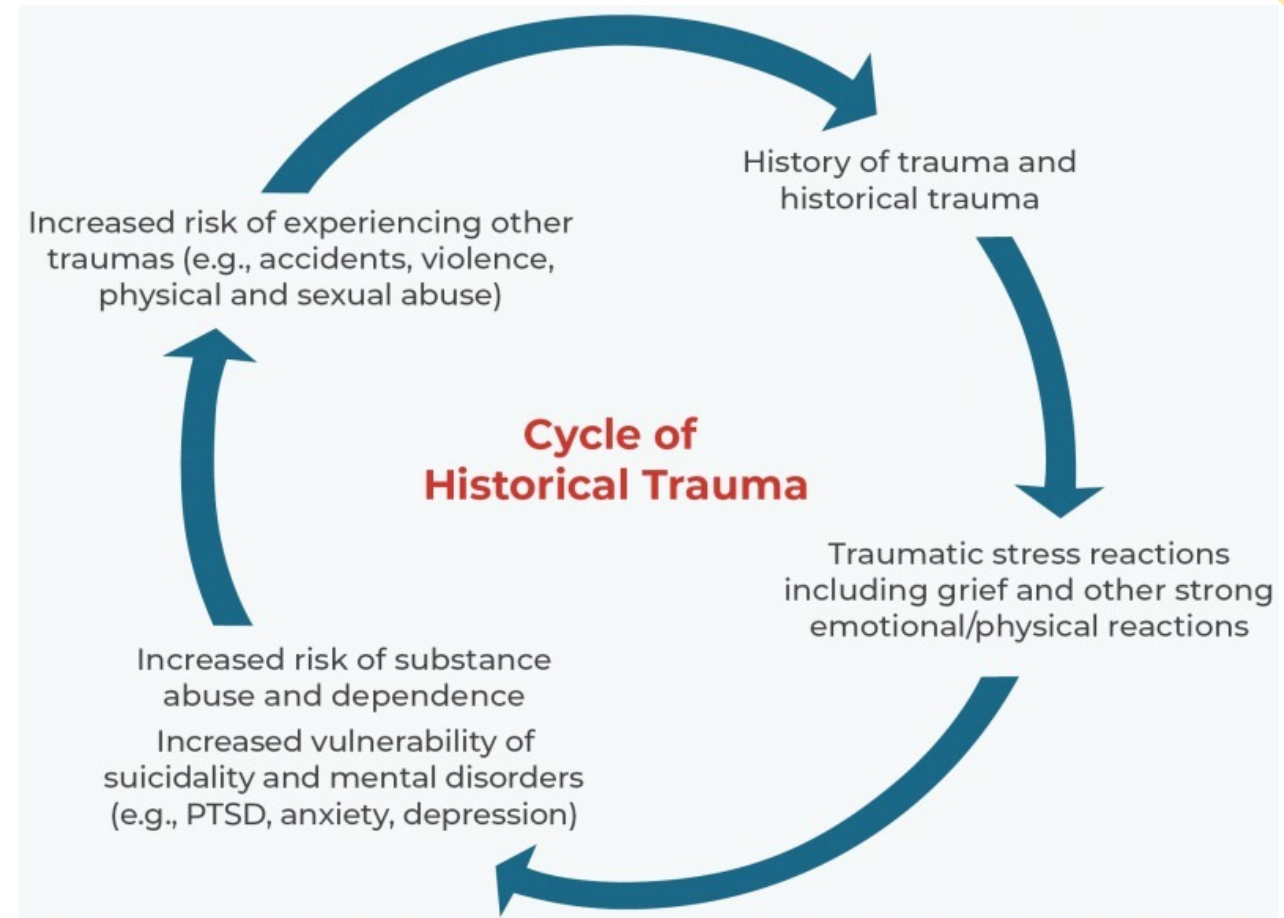 History of trauma and
historical trauma
Traumatic stress reactions
including grief and other strong
emotional/physical reactions
Increased risk of substance
abuse and dependence
Increased vulnerability of
suicidality and mental disorders
(e.g., PTSD, anxiety, depression)
Increased risk of experiencing other
traumas (e.g., accidents, violence,
physical and sexual abuse)
Cycle of
Historical Trauma